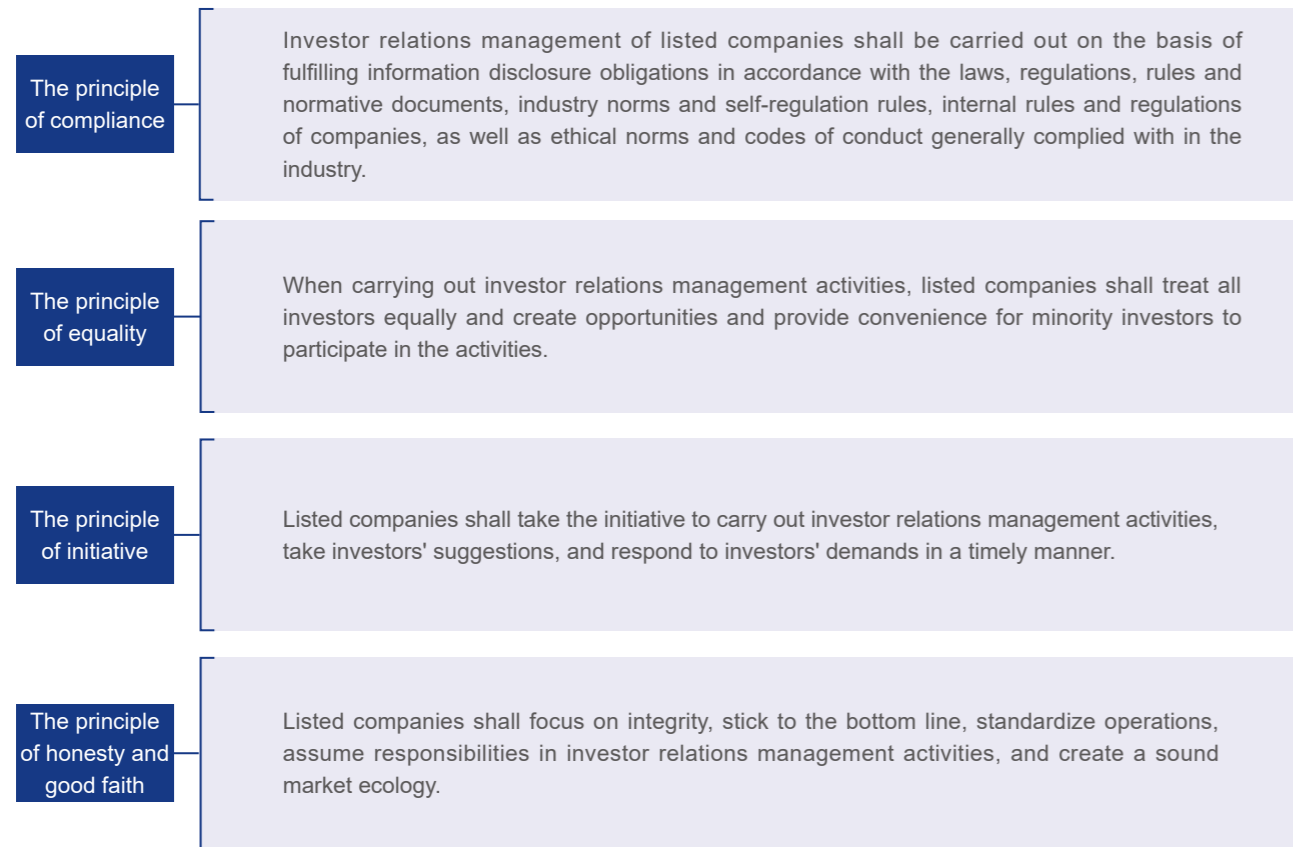 The principle
of compliance
Investor relations management of listed companies shall be carried out on the basis of
fulfilling information disclosure obligations in accordance with the laws, regulations, rules and
normative documents, industry norms and self-regulation rules, internal rules and regulations
of companies, as well as ethical norms and codes of conduct generally complied with in the
industry.
The principle
of equality
When carrying out investor relations management activities, listed companies shall treat all
investors equally and create opportunities and provide convenience for minority investors to
participate in the activities.
The principle
of initiative
Listed companies shall take the initiative to carry out investor relations management activities,
take investors' suggestions, and respond to investors' demands in a timely manner.
The principle
of honesty and
good faith
Listed companies shall focus on integrity, stick to the bottom line, standardize operations,
assume responsibilities in investor relations management activities, and create a sound
market ecology.